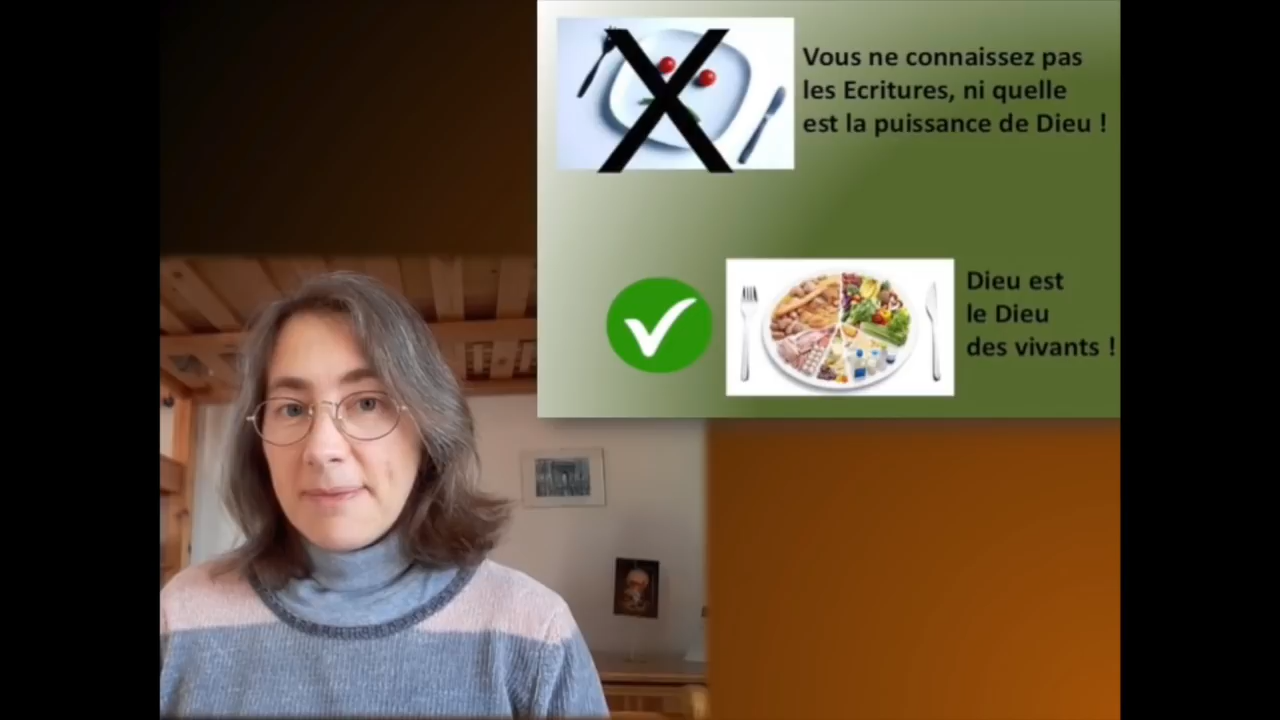 Vous ne connaissez pas
les Ecritures, ni quelle
est la puissance de Dieu !
Dieu est
le Dieu
des vivants !